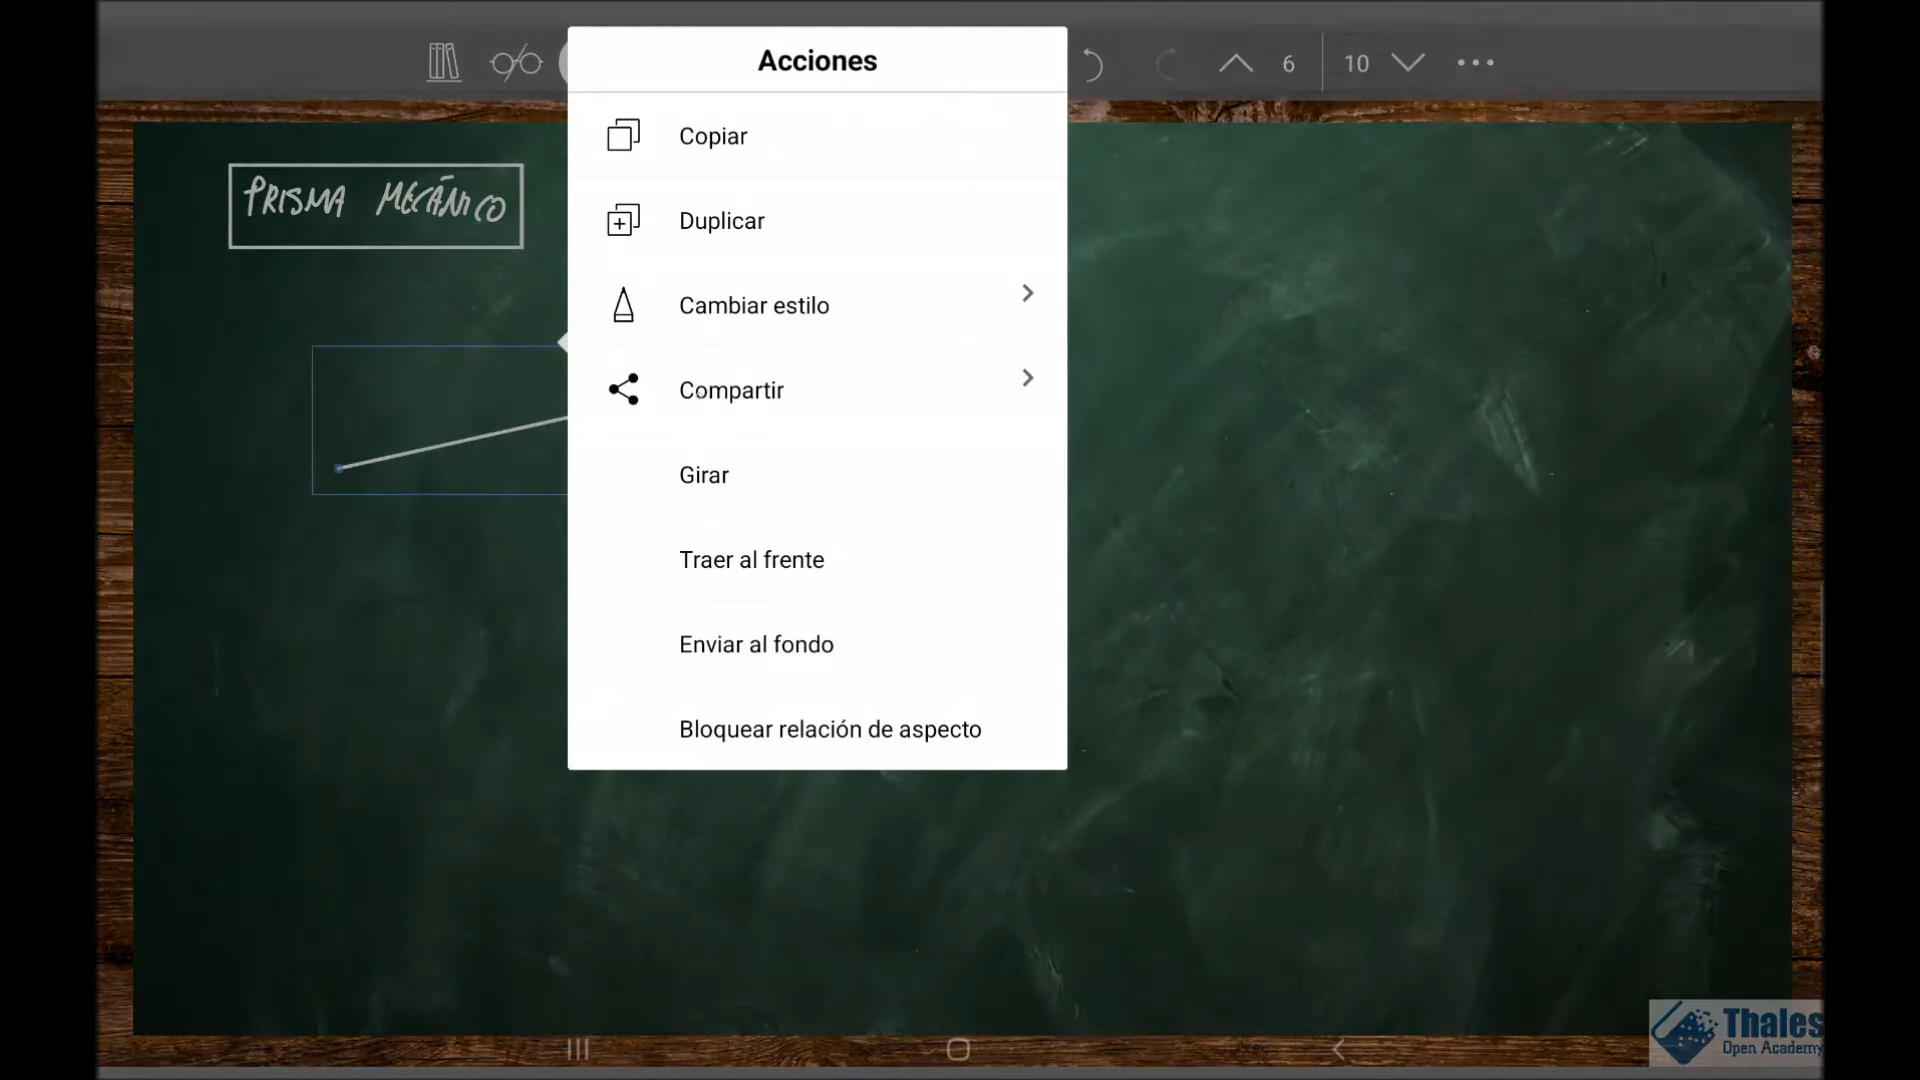 Acciones
6 10
Copiar
PRISMA MECÁNICO
Duplicar
Cambiar estilo
Compartir
Girar
Traer al frente
Enviar al fondo
Bloquear relación de aspecto
Thales
Open Academy